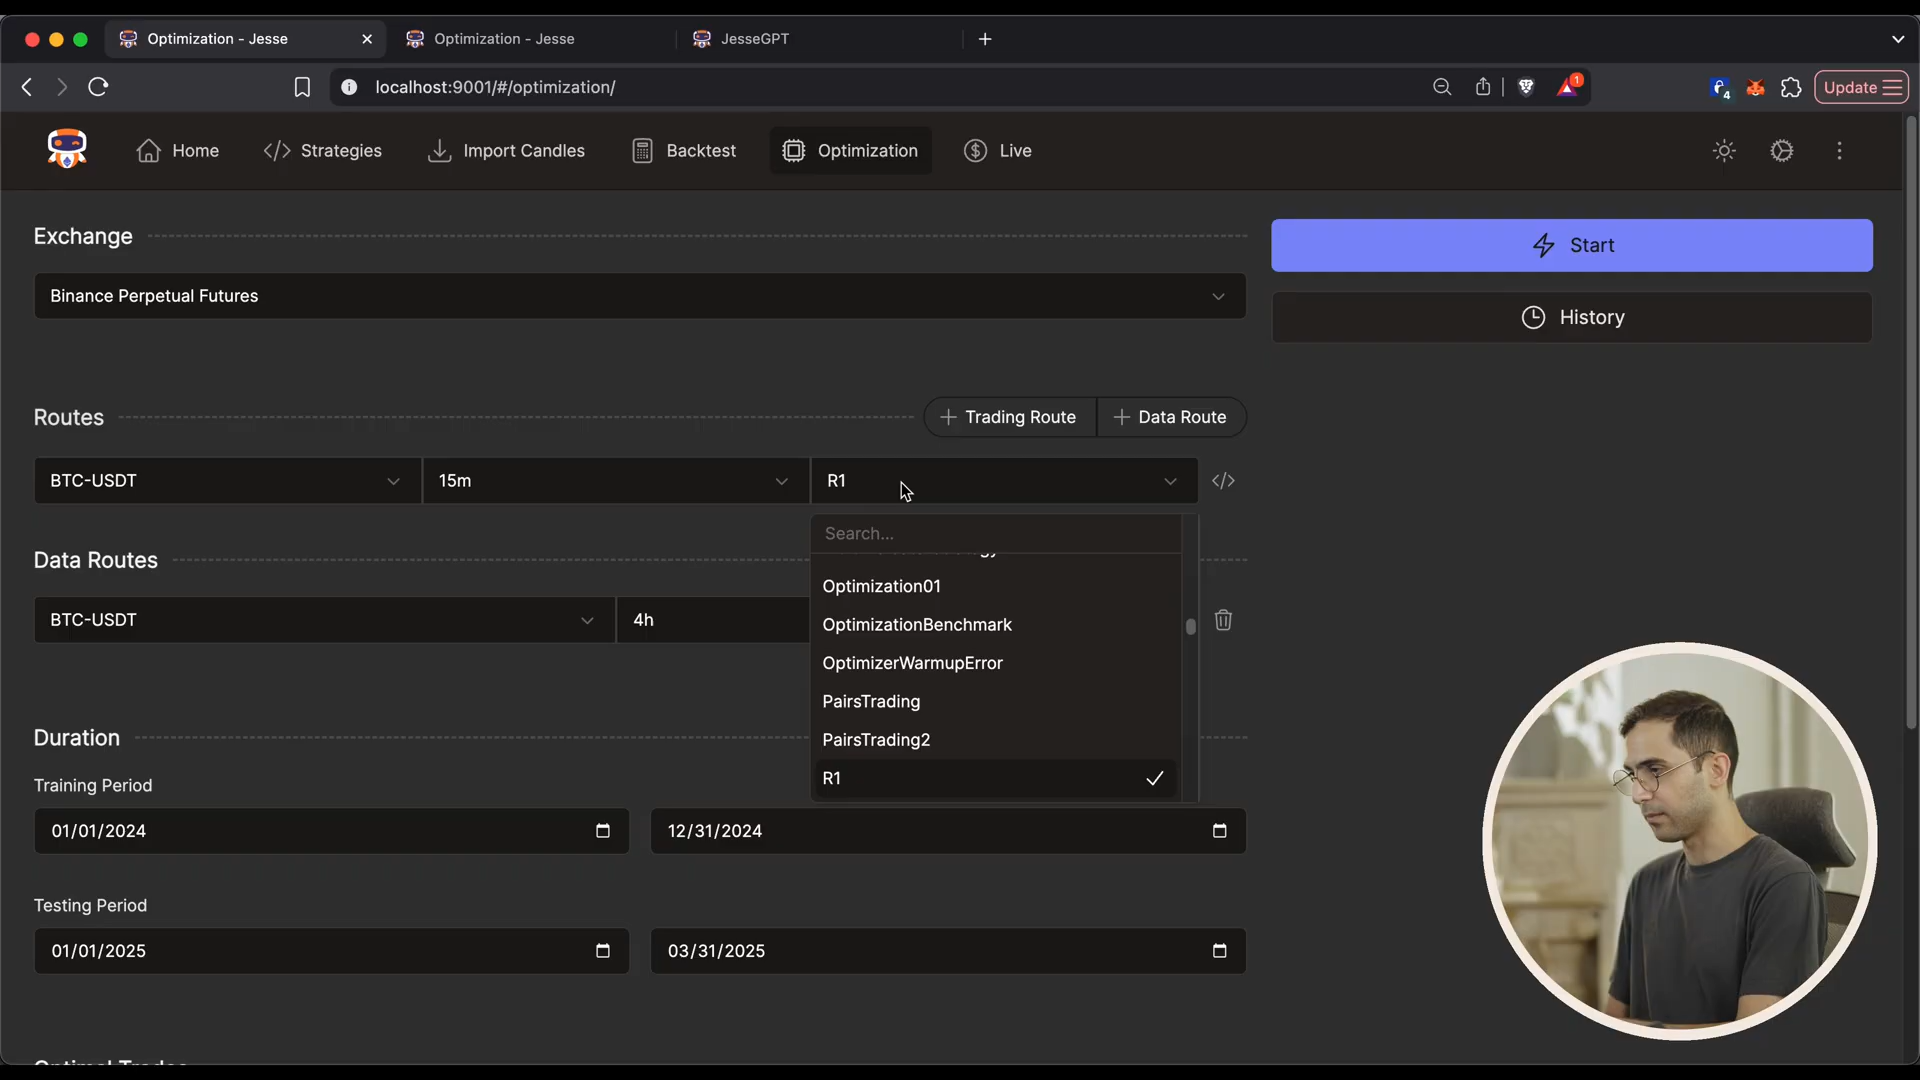 Optimization - Jesse
Optimization - Jesse
JesseGPT
localhost:9001/#/optimization/
1
4
Update
Home
</> Strategies
Import Candles
Backtest
Optimization
Live
Exchange
Start
Binance Perpetual Futures
History
Routes
Trading Route
Data Route
BTC-USDT
15m
R1
</>
Search...
Data Routes
Optimization01
BTC-USDT
4h
OptimizationBenchmark
OptimizerWarmupError
PairsTrading
PairsTrading2
R1
Duration
Training Period
01/01/2024
12/31/2024
Testing Period
01/01/2025
03/31/2025